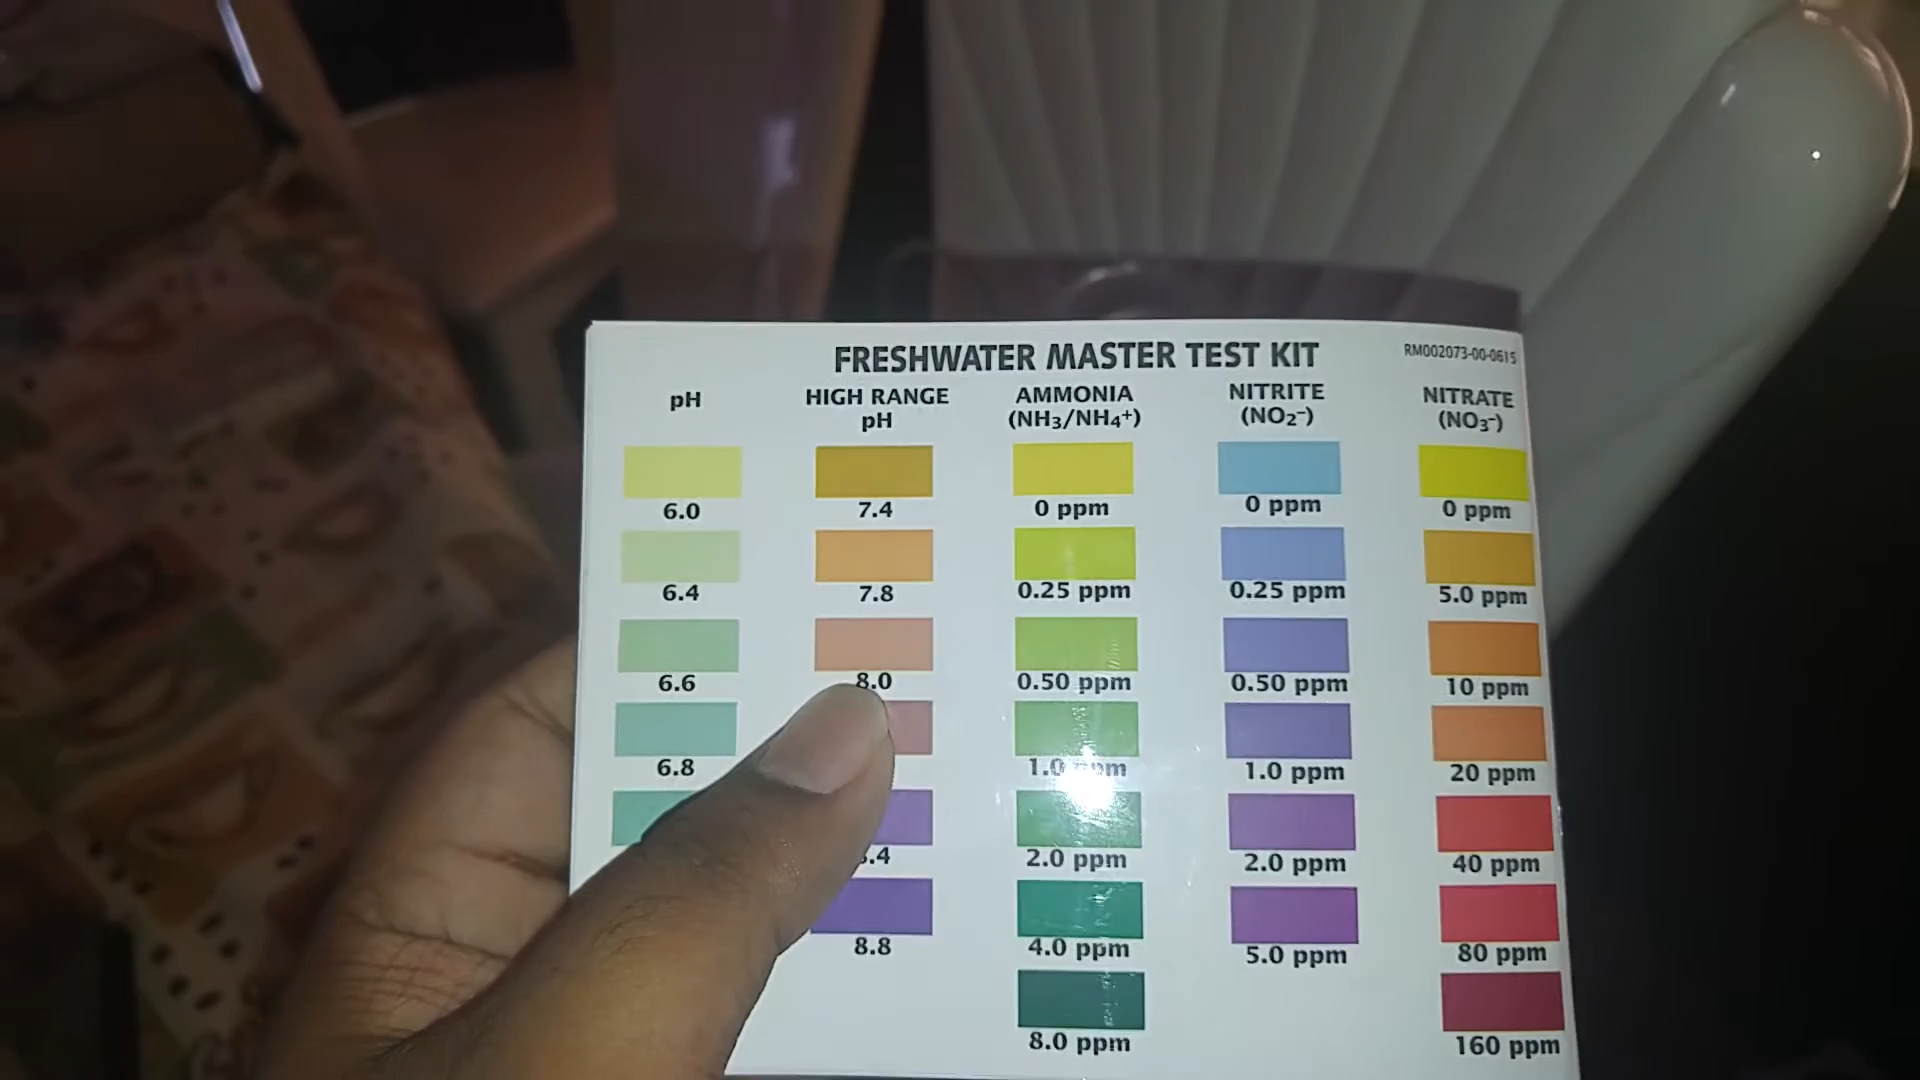 FRESHWATER MASTER TEST KIT
RM002073-00-0615
pH
HIGH RANGE
pH
AMMONIA
(NH3/NH4+)
NITRITE
(NO2-)
NITRATE
(NO3-)
6.0 7.4 0 ppm 0 ppm 0 ppm
6.4 7.8 0.25 ppm 0.25 ppm 5.0 ppm
6.6 8.0 0.50 ppm 0.50 ppm 10 ppm
6.8 1.0 ppm 1.0 ppm 20 ppm
.4 2.0 ppm 2.0 ppm 40 ppm
8.8 4.0 ppm 5.0 ppm 80 ppm
8.0 ppm 160 ppm